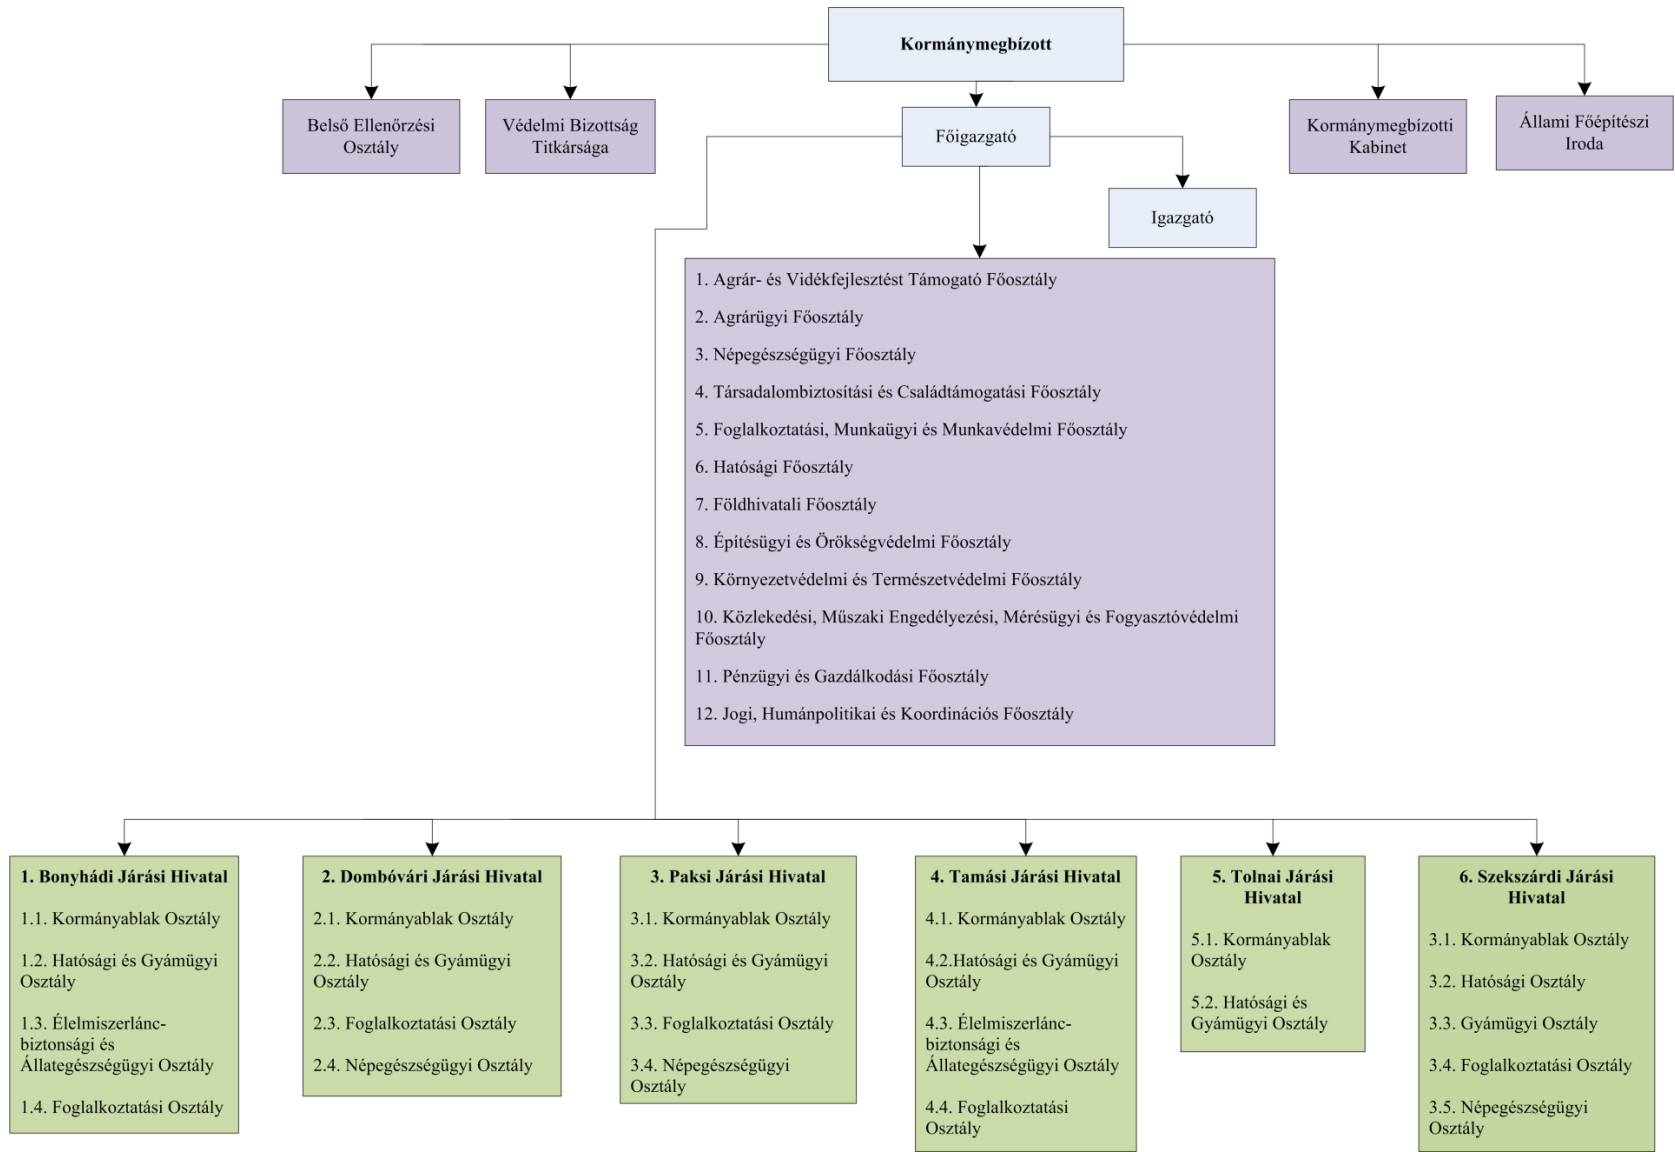 Kormánymegbízott
Belső Ellenőrzési
Osztály
Védelmi Bizottság
Titkársága
Kormánymegbízotti
Kabinet
Állami Főépítészi
Iroda
Főigazgató
Igazgató
1. Agrár- és Vidékfejlesztést Támogató Főosztály
2. Agrárügyi Főosztály
3. Népegészségügyi Főosztály
4. Társadalombiztosítási és Családtámogatási Főosztály
5. Foglalkoztatási, Munkaügyi és Munkavédelmi Főosztály
6. Hatósági Főosztály
7. Földhivatali Főosztály
8. Építésügyi és Örökségvédelmi Főosztály
9. Környezetvédelmi és Természetvédelmi Főosztály
10. Közlekedési, Műszaki Engedélyezési, Mérésügyi és Fogyasztóvédelmi
Főosztály
11. Pénzügyi és Gazdálkodási Főosztály
12. Jogi, Humánpolitikai és Koordinációs Főosztály
1. Bonyhádi Járási Hivatal
1.1. Kormányablak Osztály
1.2. Hatósági és Gyámügyi
Osztály
1.3. Élelmiszerlánc-
biztonsági és
Állategészségügyi Osztály
1.4. Foglalkoztatási Osztály
2. Dombóvári Járási Hivatal
2.1. Kormányablak Osztály
2.2. Hatósági és Gyámügyi
Osztály
2.3. Foglalkoztatási Osztály
2.4. Népegészségügyi Osztály
3. Paksi Járási Hivatal
3.1. Kormányablak Osztály
3.2. Hatósági és Gyámügyi
Osztály
3.3. Foglalkoztatási Osztály
3.4. Népegészségügyi
Osztály
4. Tamási Járási Hivatal
4.1. Kormányablak Osztály
4.2.Hatósági és Gyámügyi
Osztály
4.3. Élelmiszerlánc-
biztonsági és
Állategészségügyi Osztály
4.4. Foglalkoztatási
Osztály
5. Tolnai Járási
Hivatal
5.1. Kormányablak
Osztály
5.2. Hatósági és
Gyámügyi Osztály
6. Szekszárdi Járási
Hivatal
3.1. Kormányablak Osztály
3.2. Hatósági Osztály
3.3. Gyámügyi Osztály
3.4. Foglalkoztatási Osztály
3.5. Népegészségügyi
Osztály